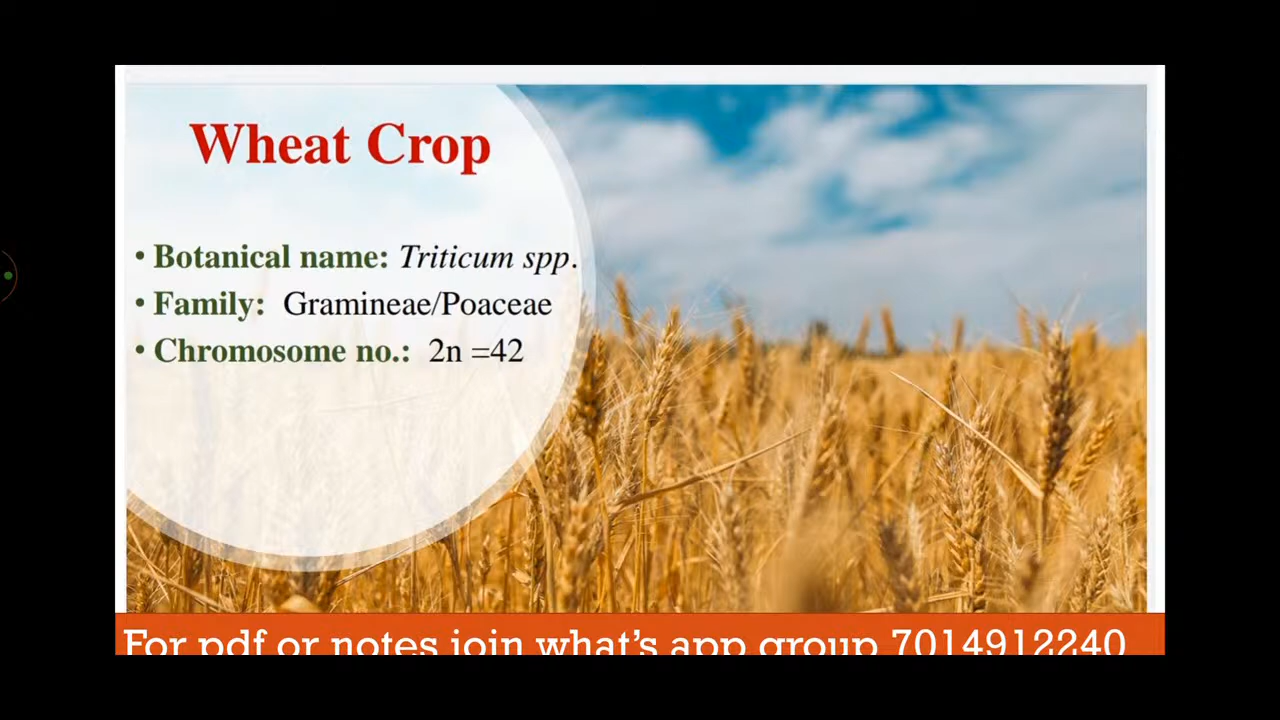 Wheat Crop
• Botanical name: Triticum spp.
• Family: Gramineae/Poaceae
• Chromosome no.: 2n =42
For pdf or notes join what's app group 7014912240